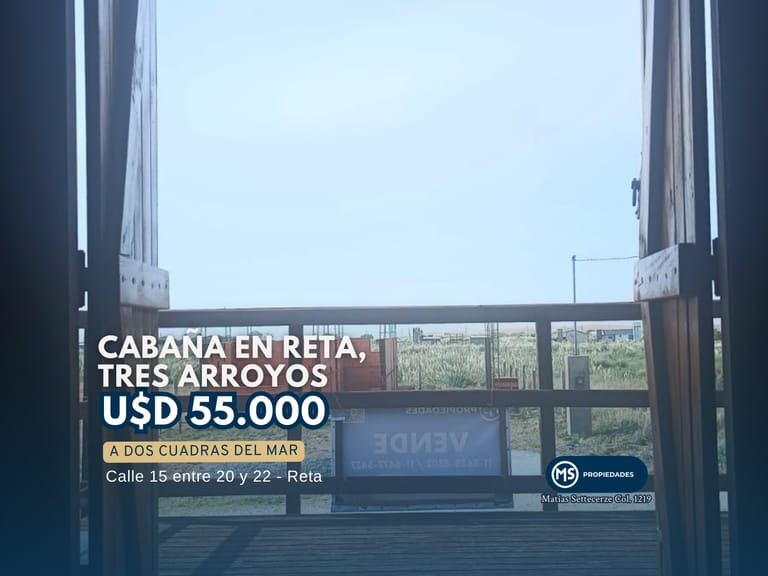 CABAÑA EN RETA,
TRES ARROYOS
U$D 55.000
A DOS CUADRAS DEL MAR
Calle 15 entre 20 y 22 - Reta
MS PROPIEDADES
Matías Settecerze Col. 1219
PROPIEDADES
VENDE